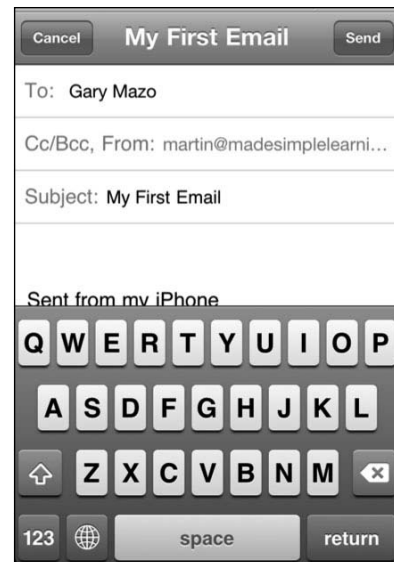 Cancel My First Email Send
To: Gary Mazo
Cc/Bcc, From: martin@madesimplelearni...
Subject: My First Email
Sent from my iPhone
Q W E R T Y U I O P
A S D F G H J K L
Z X C V B N M
123 space return